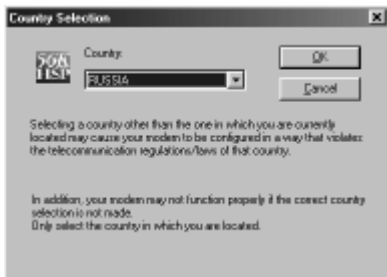 Country Selection
Country:
RUSSIA
OK
Cancel
Selecting a country other than the one in which you are currently
located may cause your modem to be configured in a way that violates
the telecommunication regulations/laws of that country.
In addition, your modem may not function properly if the correct country
selection is not made.
Only select the country in which you are located.